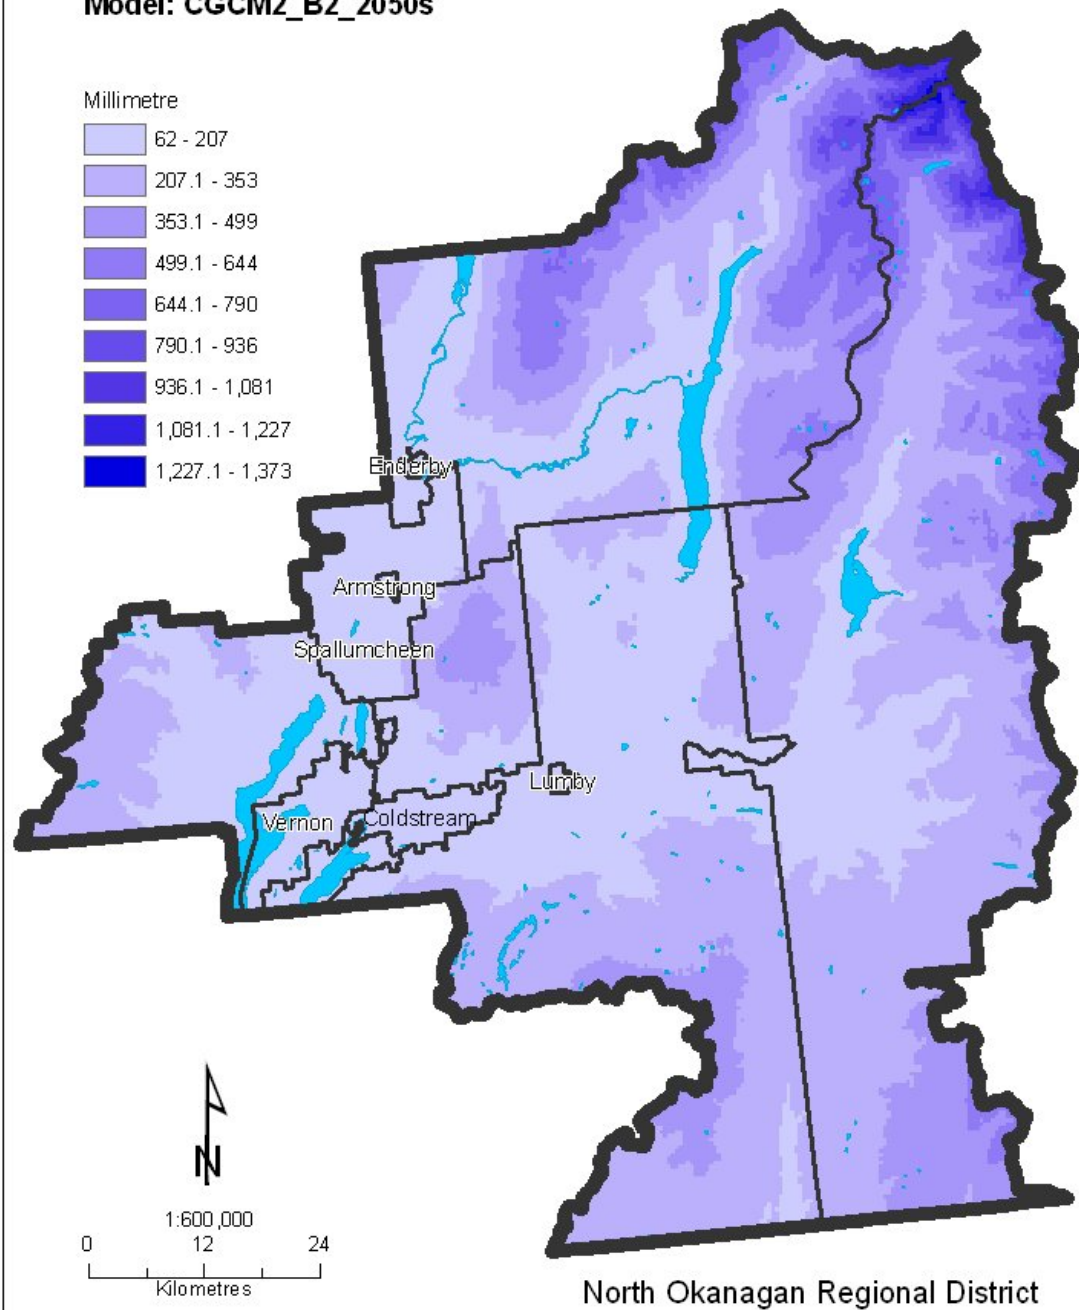 Model: CGCM2_B2_2050s
Millimetre
62 - 207
207.1 - 353
353.1 - 499
499.1 - 644
644.1 - 790
790.1 - 936
936.1 - 1,081
1,081.1 - 1,227
1,227.1 - 1,373
Enderby
Armstrong
Spallumcheen
Lumby
Vernon
Coldstream
N
1:600,000
0 12 24
Kilometres
North Okanagan Regional District